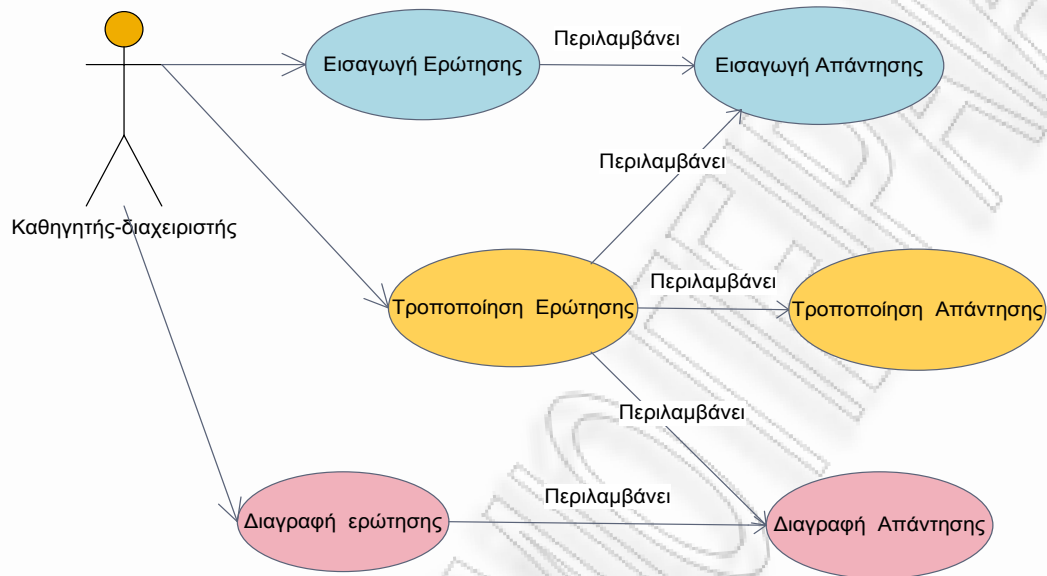 Περιλαμβάνει
Εισαγωγή Ερώτησης
Εισαγωγή Απάντησης
Περιλαμβάνει
Καθηγητής-διαχειριστής
Περιλαμβάνει
Τροποποίηση Ερώτησης
Τροποποίηση Απάντησης
Περιλαμβάνει
Περιλαμβάνει
Διαγραφή ερώτησης
Διαγραφή Απάντησης